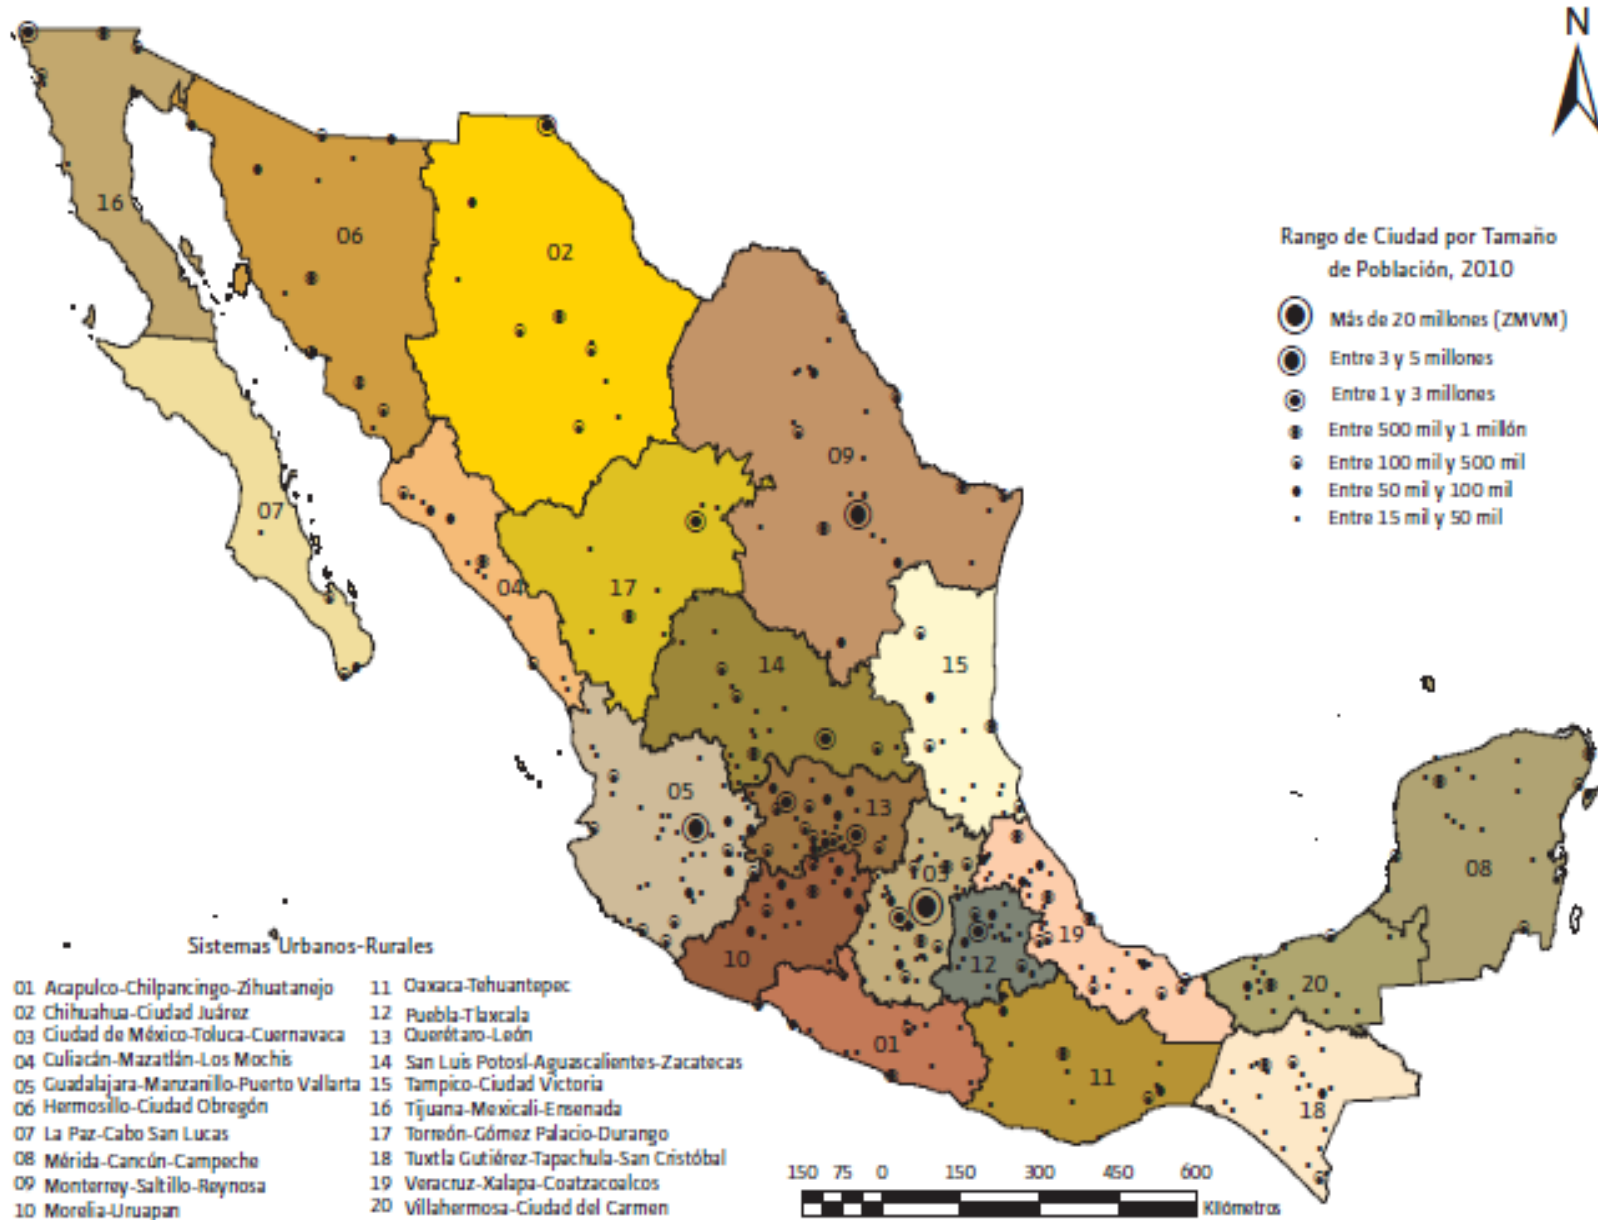 N
16
06
02
09
07
04
17
14
15
05
13
03
08
10
12
19
20
01
11
18
Rango de Ciudad por Tamaño
de Población, 2010
Más de 20 millones (ZMVM)
Entre 3 y 5 millones
Entre 1 y 3 millones
Entre 500 mil y 1 millón
Entre 100 mil y 500 mil
Entre 50 mil y 100 mil
Entre 15 mil y 50 mil
Sistemas Urbanos-Rurales
01 Acapulco-Chilpancingo-Zihuatanejo
02 Chihuahua-Ciudad Juárez
03 Ciudad de México-Toluca-Cuernavaca
04 Culiacán-Mazatlán-Los Mochis
05 Guadalajara-Manzanillo-Puerto Vallarta
06 Hermosillo-Ciudad Obregón
07 La Paz-Cabo San Lucas
08 Mérida-Cancún-Campeche
09 Monterrey-Saltillo-Reynosa
10 Morelia-Uruapan
11 Oaxaca-Tehuantepec
12 Puebla-Tlaxcala
13 Querétaro-León
14 San Luis Potosí-Aguascalientes-Zacatecas
15 Tampico-Ciudad Victoria
16 Tijuana-Mexicali-Ensenada
17 Torreón-Gómez Palacio-Durango
18 Tuxtla Gutiérez-Tapachula-San Cristóbal
19 Veracruz-Xalapa-Coatzacoalcos
20 Villahermosa-Ciudad del Carmen
150 75 0 150 300 450 600
Kilómetros